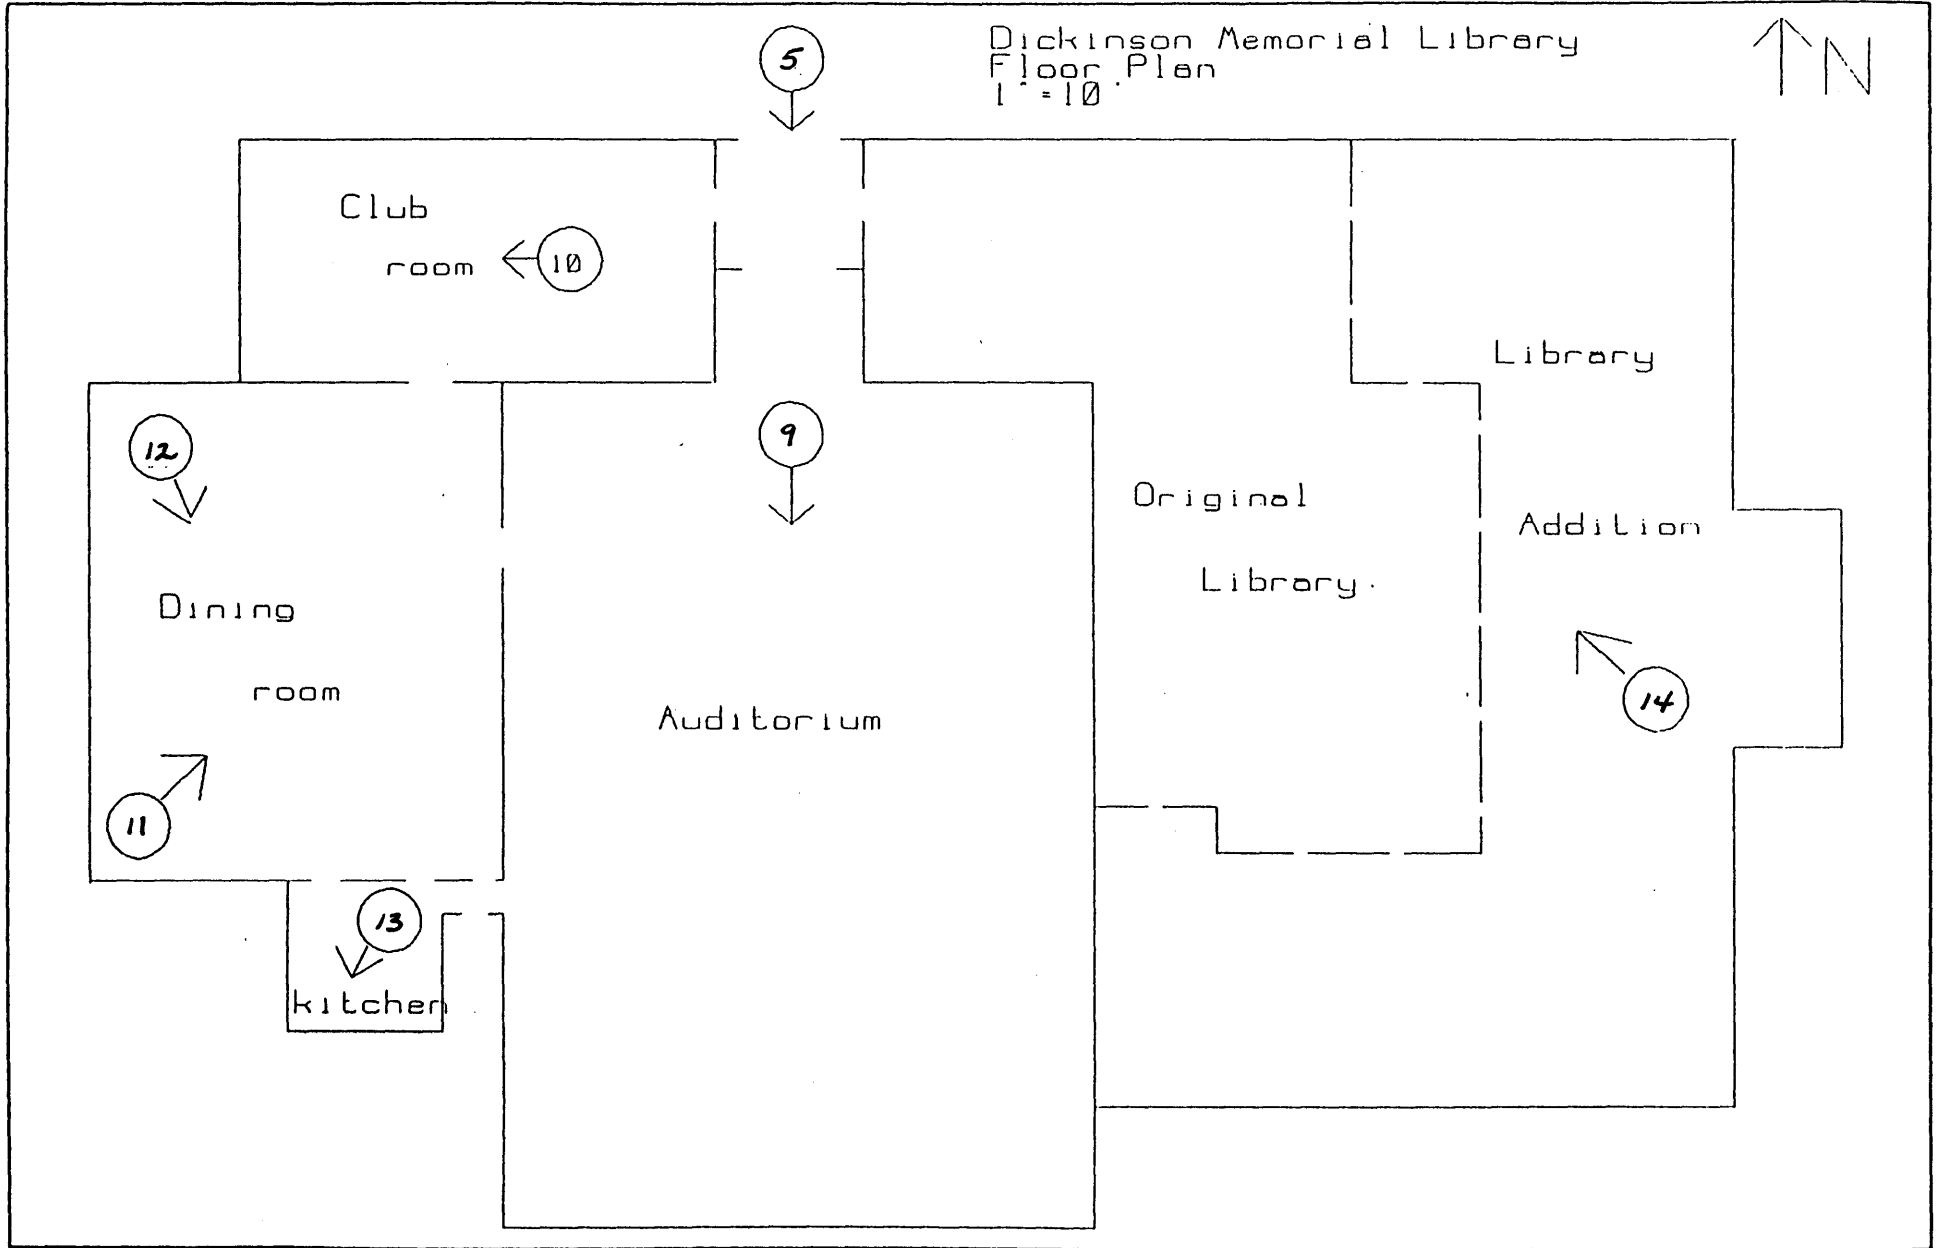 5
Dickinson Memorial Library
Floor Plan
1"=10'
N
Club
room
10
Library
12
9
Original
Addition
Library
Dining
room
14
Auditorium
11
13
kitchen